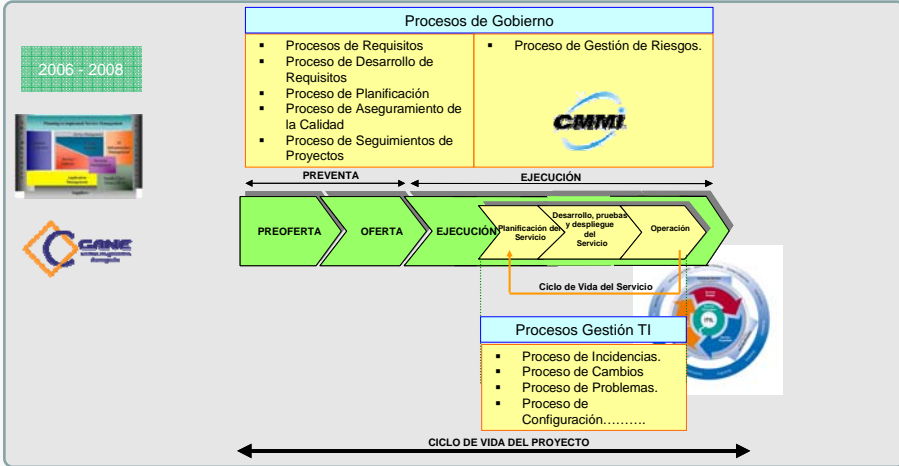 Procesos de Gobierno
2006 - 2008
▪ Procesos de Requisitos
▪ Proceso de Desarrollo de
Requisitos
▪ Proceso de Planificación
▪ Proceso de Aseguramiento de
la Calidad
▪ Proceso de Seguimientos de
Proyectos
▪ Proceso de Gestión de Riesgos.
CMMI
PREVENTA
EJECUCIÓN
PREOFERTA
OFERTA
EJECUCIÓN
Planificación del
Servicio
Desarrollo, pruebas
y despliegue
del
Servicio
Operación
Ciclo de Vida del Servicio
GANE
ITIL
Procesos Gestión TI
▪ Proceso de Incidencias.
▪ Proceso de Cambios
▪ Proceso de Problemas.
▪ Proceso de
Configuración……….
CICLO DE VIDA DEL PROYECTO